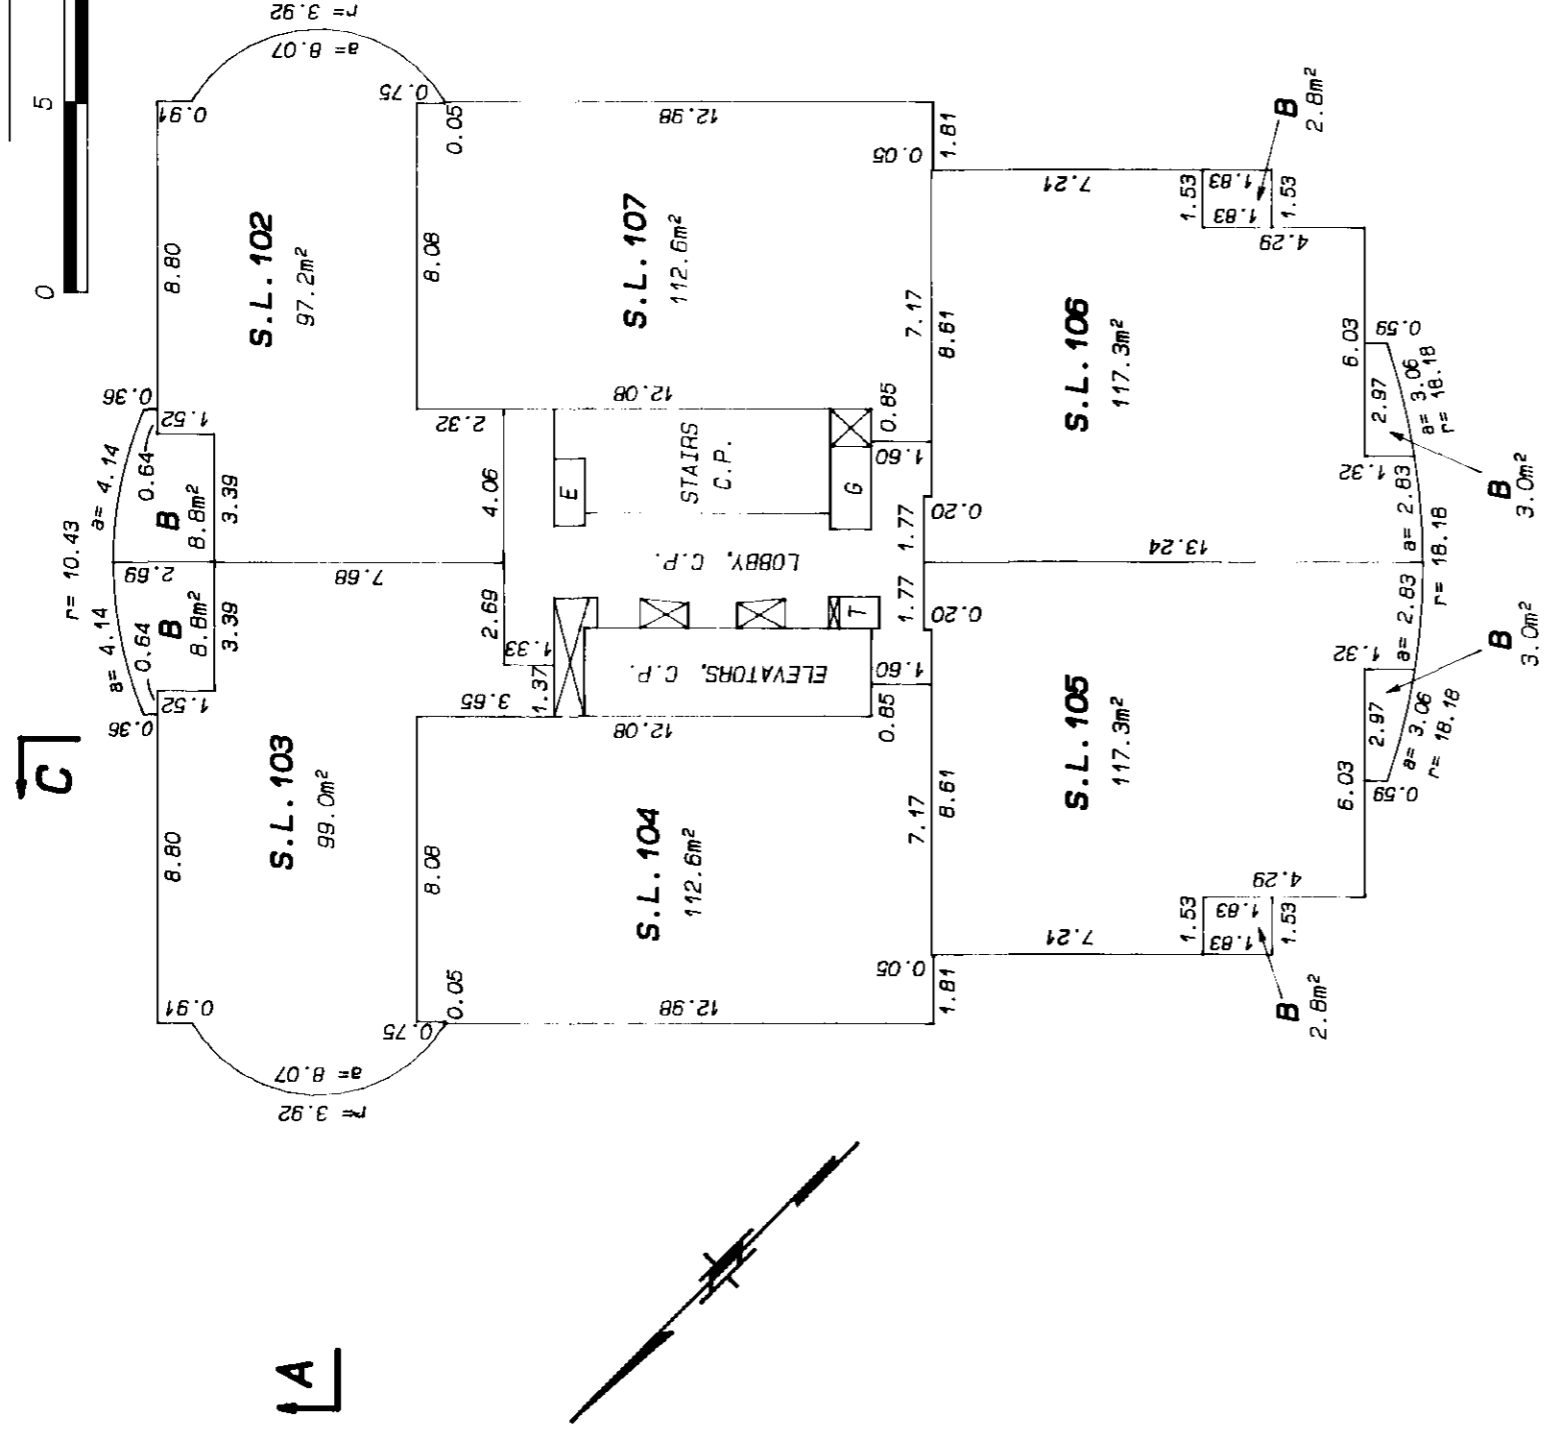 r= 3.92
a= 8.07
0
5
C
r= 10.43
a= 4.14
a= 4.14
0.36
0.36
0.91
0.91
8.80
8.80
0.64
0.64
1.52
1.52
B
8.8m²
B
8.8m²
2.69
3.39
3.39
S.L.103
99.0m²
S.L.102
97.2m²
7.68
a= 8.07
r= 3.92
0.75
0.75
0.05
0.05
8.08
8.08
3.65
2.32
2.69
4.06
1.33
1.37
E
12.98
12.98
12.08
12.08
S.L.104
112.6m²
S.L.107
112.6m²
ELEVATORS, C.P.
LOBBY, C.P.
STAIRS
C.P.
T
G
0.85
0.85
1.60
1.60
1.77
1.77
0.20
0.20
7.17
8.61
7.17
8.61
0.05
0.05
1.81
1.81
7.21
7.21
S.L.105
117.3m²
S.L.106
117.3m²
13.24
1.53
1.53
1.83
1.83
1.83
1.83
1.53
1.53
B
2.8m²
B
2.8m²
4.29
4.29
6.03
6.03
0.59
0.59
2.97
2.97
1.32
1.32
a= 3.06
r= 18.18
a= 2.83
a= 2.83
r= 18.18
a= 3.06
r= 18.18
B
3.0m²
B
3.0m²
A